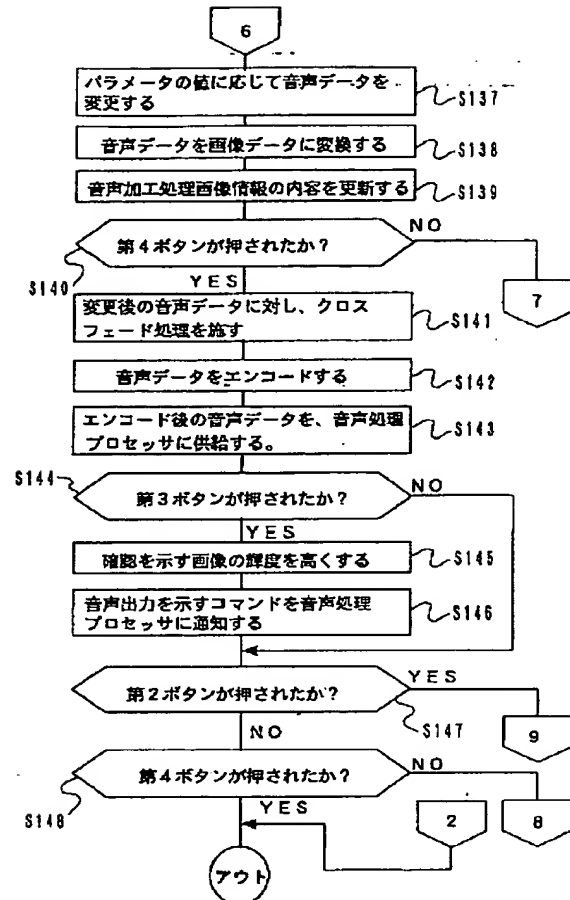 6
パラメータの値に応じて音声データを
変更する
S137
音声データを画像データに変換する
S138
音声加工処理画像情報の内容を更新する
S139
第4ボタンが押されたか?
NO
S140
YES
7
変更後の音声データに対し、クロス
フェード処理を施す
S141
音声データをエンコードする
S142
エンコード後の音声データを、音声処理
プロセッサに供給する。
S143
S144
第3ボタンが押されたか?
NO
YES
確認を示す画像の輝度を高くする
S145
音声出力を示すコマンドを音声処理
プロセッサに通知する
S146
第2ボタンが押されたか?
YES
S147
NO
9
第4ボタンが押されたか?
NO
S148
YES
2
8
アウト